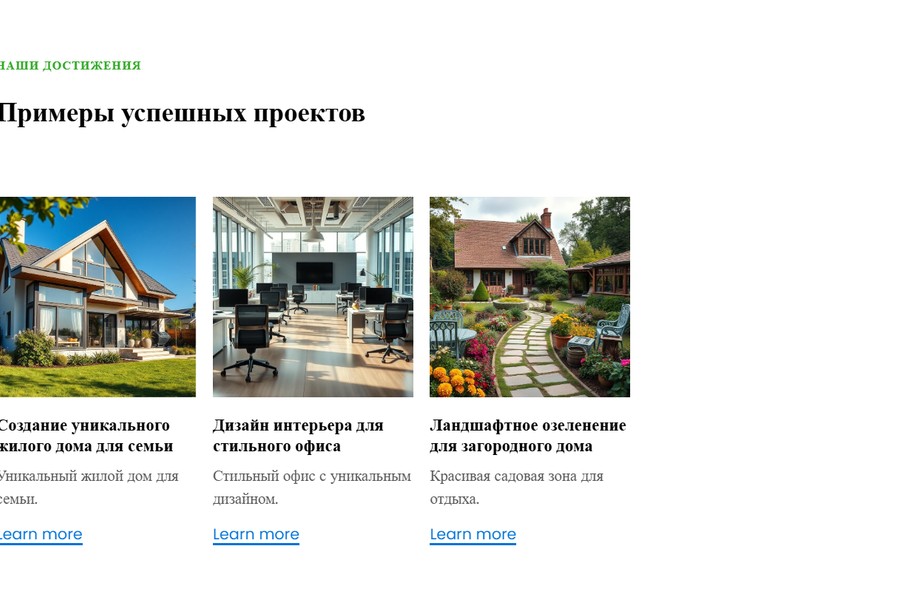 НАШИ ДОСТИЖЕНИЯ
Примеры успешных проектов
Создание уникального
жилого дома для семьи
Дизайн интерьера для
стильного офиса
Ландшафтное озеленение
для загородного дома
Уникальный жилой дом для
семьи.
Стильный офис с уникальным
дизайном.
Красивая садовая зона для
отдыха.
Learn more
Learn more
Learn more